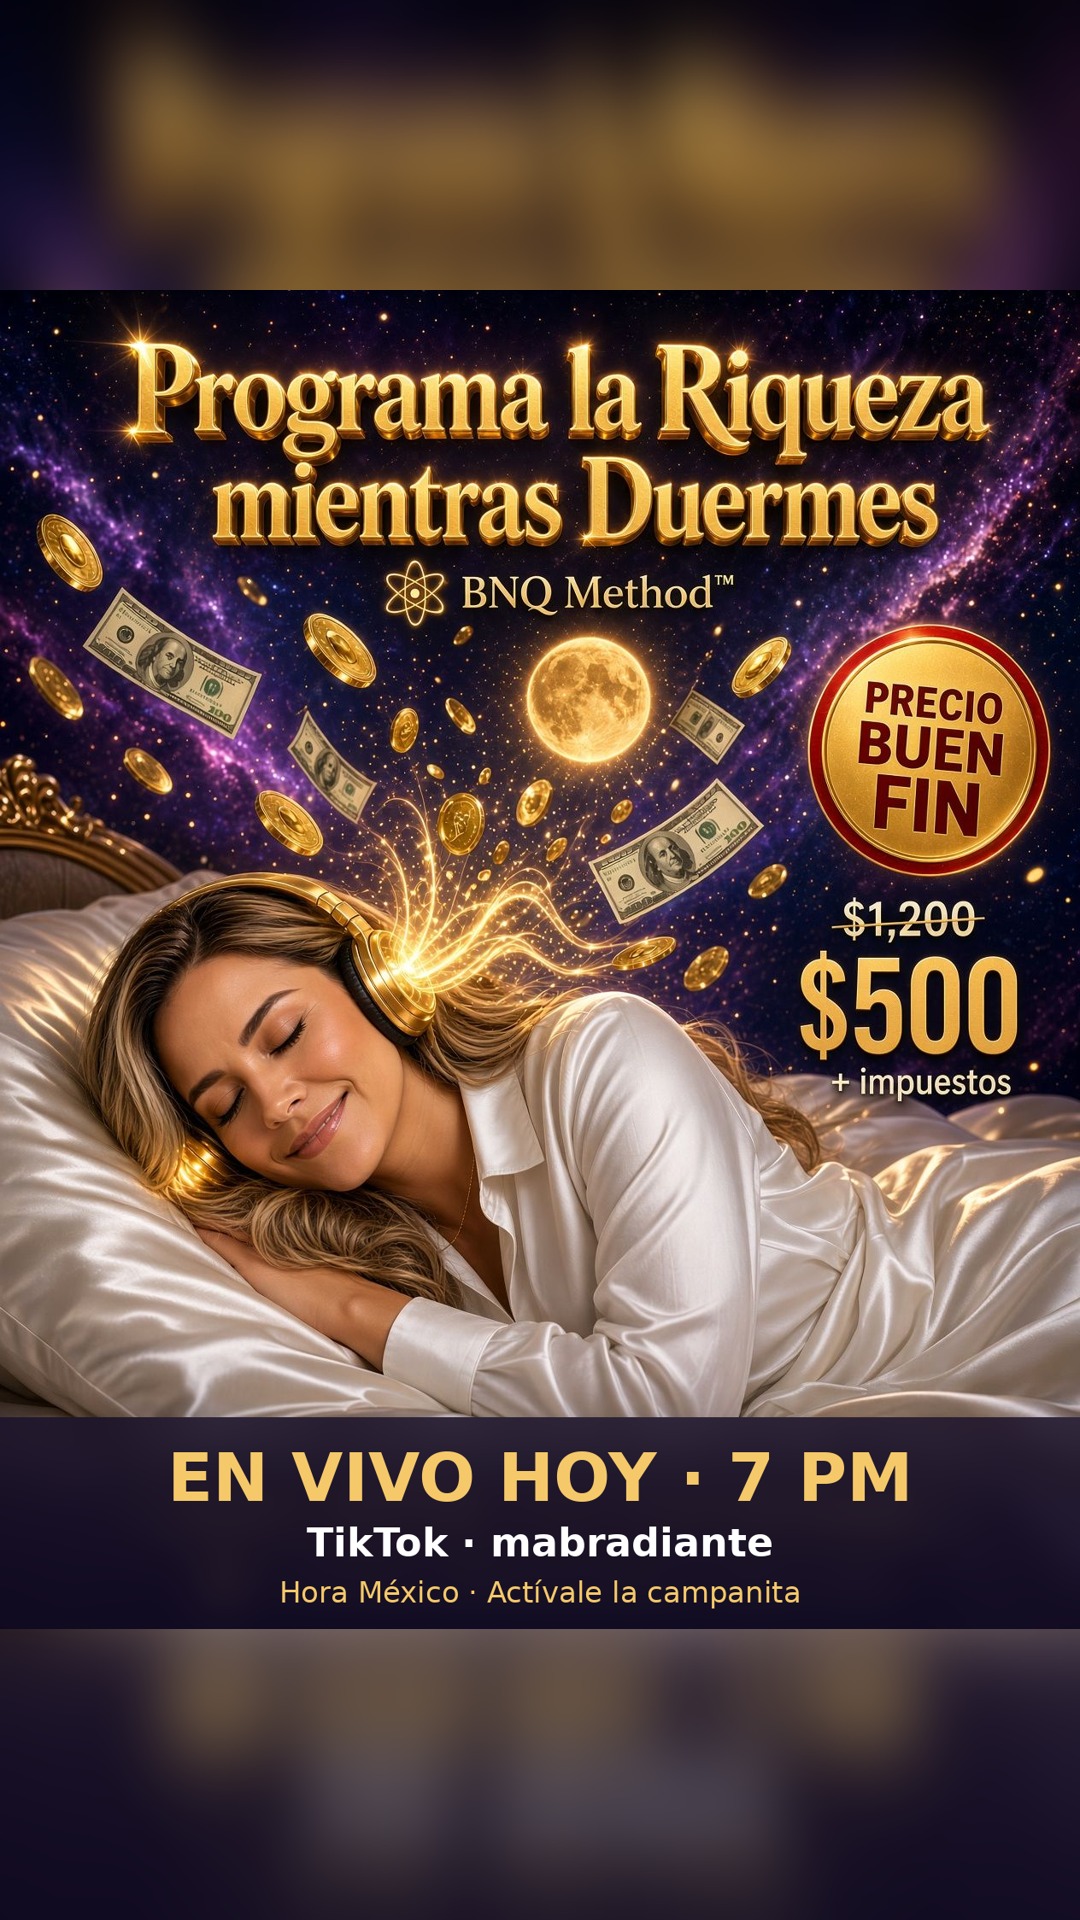 Programa la Riqueza
mientras Duermes
BNQ Method™
PRECIO
BUEN
FIN
$1,200
$500
+ impuestos
EN VIVO HOY · 7 PM
TikTok · mabradiante
Hora México · Actívale la campanita